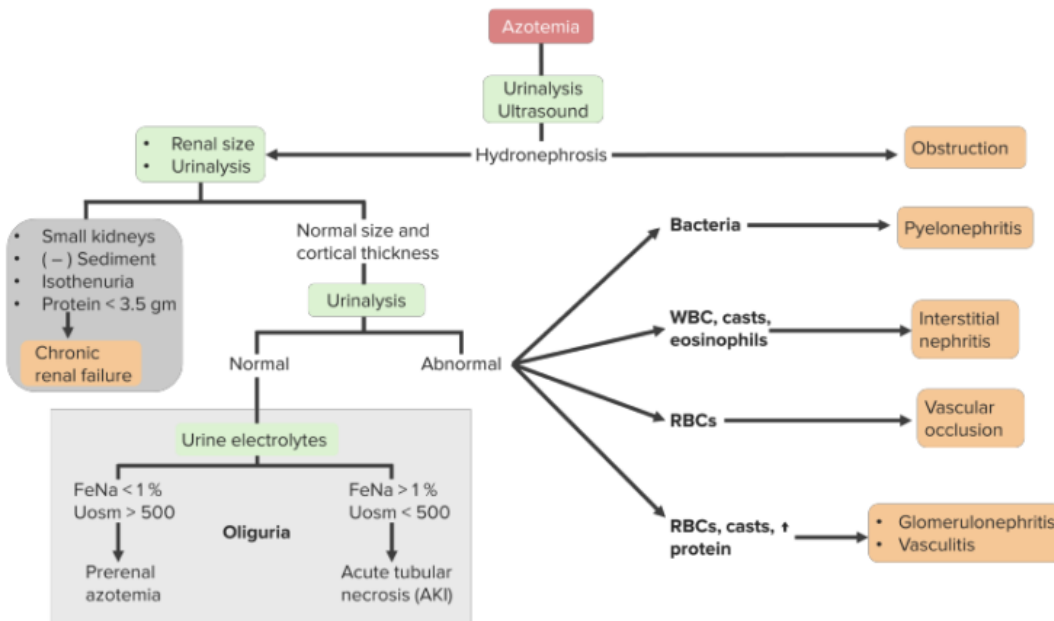 Azotemia
Urinalysis
Ultrasound
• Renal size
• Urinalysis
Hydronephrosis
Obstruction
• Small kidneys
• (–) Sediment
• Isothenuria
• Protein < 3.5 gm
Chronic
renal failure
Normal size and
cortical thickness
Urinalysis
Normal
Abnormal
Bacteria
Pyelonephritis
WBC, casts,
eosinophils
Interstitial
nephritis
RBCs
Vascular
occlusion
RBCs, casts, ↑
protein
• Glomerulonephritis
• Vasculitis
Urine electrolytes
FeNa < 1 %
Uosm > 500
Oliguria
FeNa > 1 %
Uosm < 500
Prerenal
azotemia
Acute tubular
necrosis (AKI)